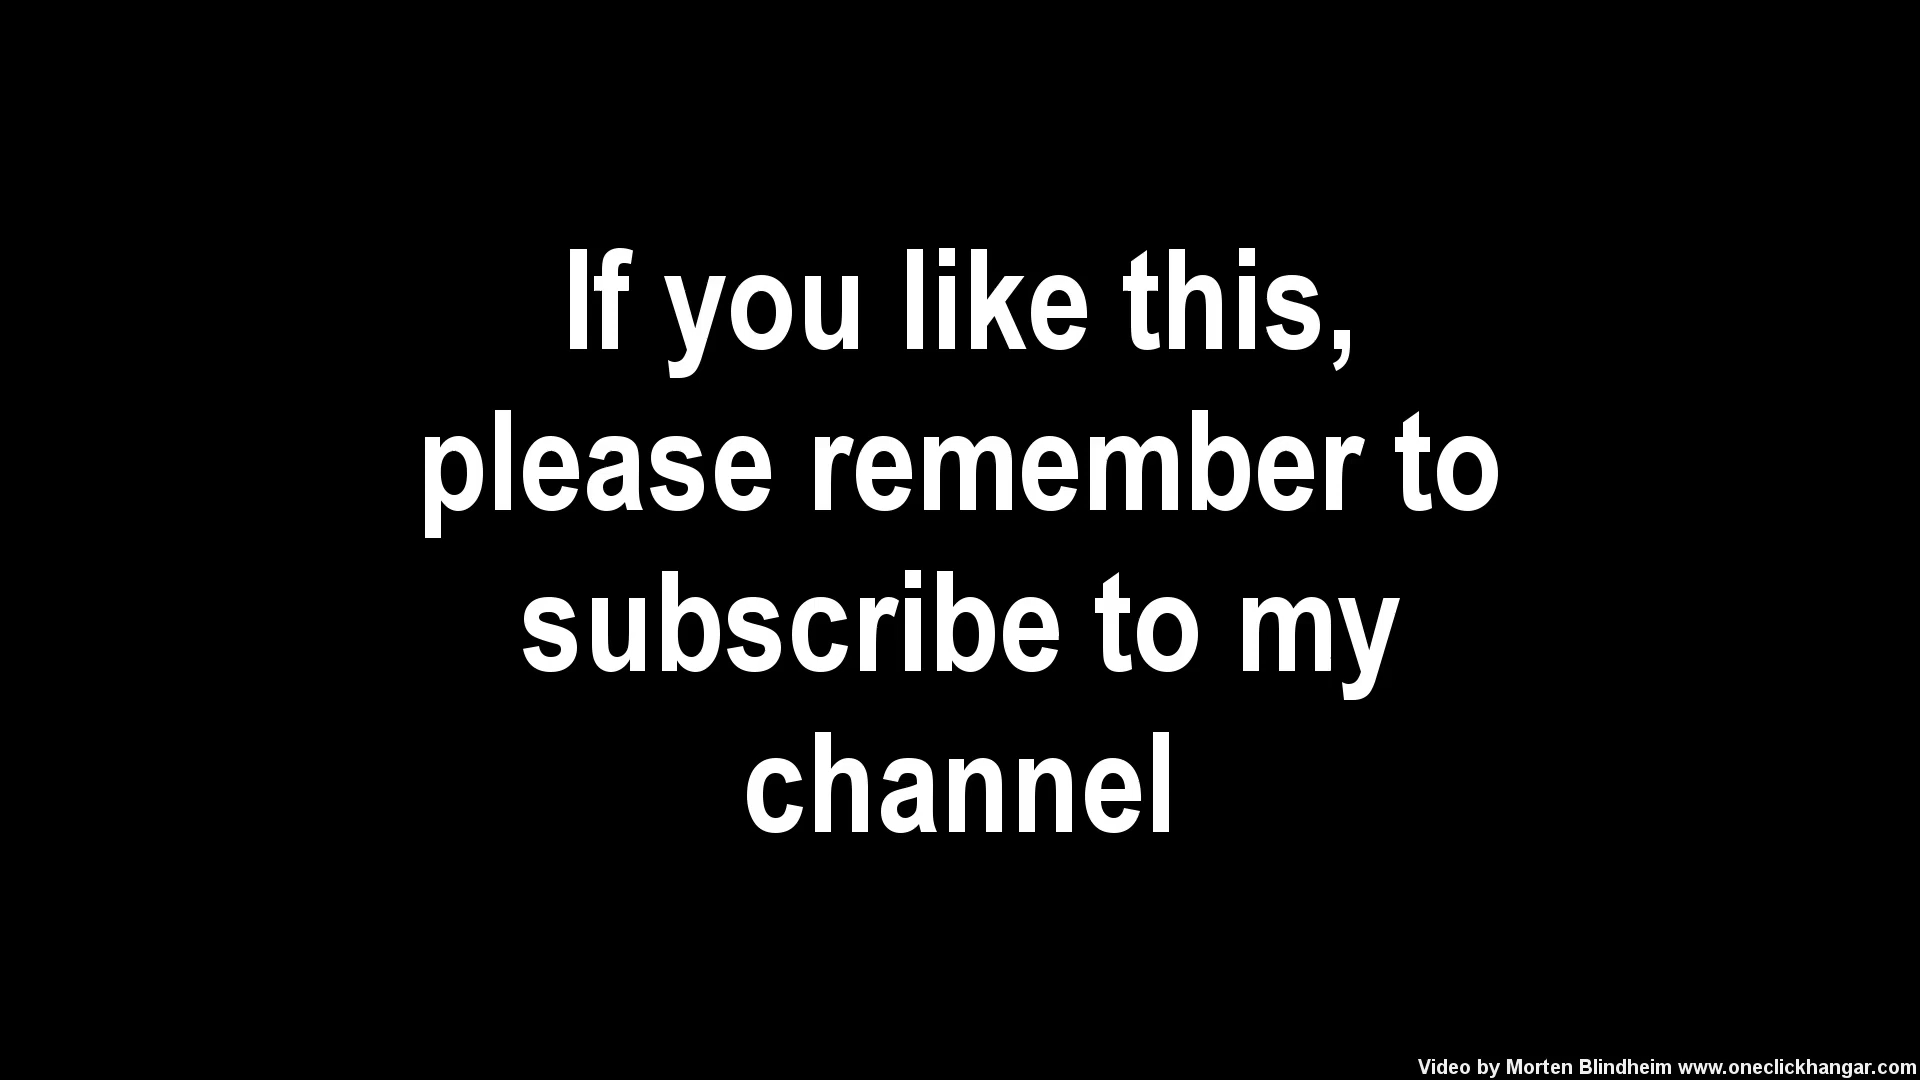 If you like this,
please remember to
subscribe to my
channel
Video by Morten Blindheim www.oneclickhangar.com